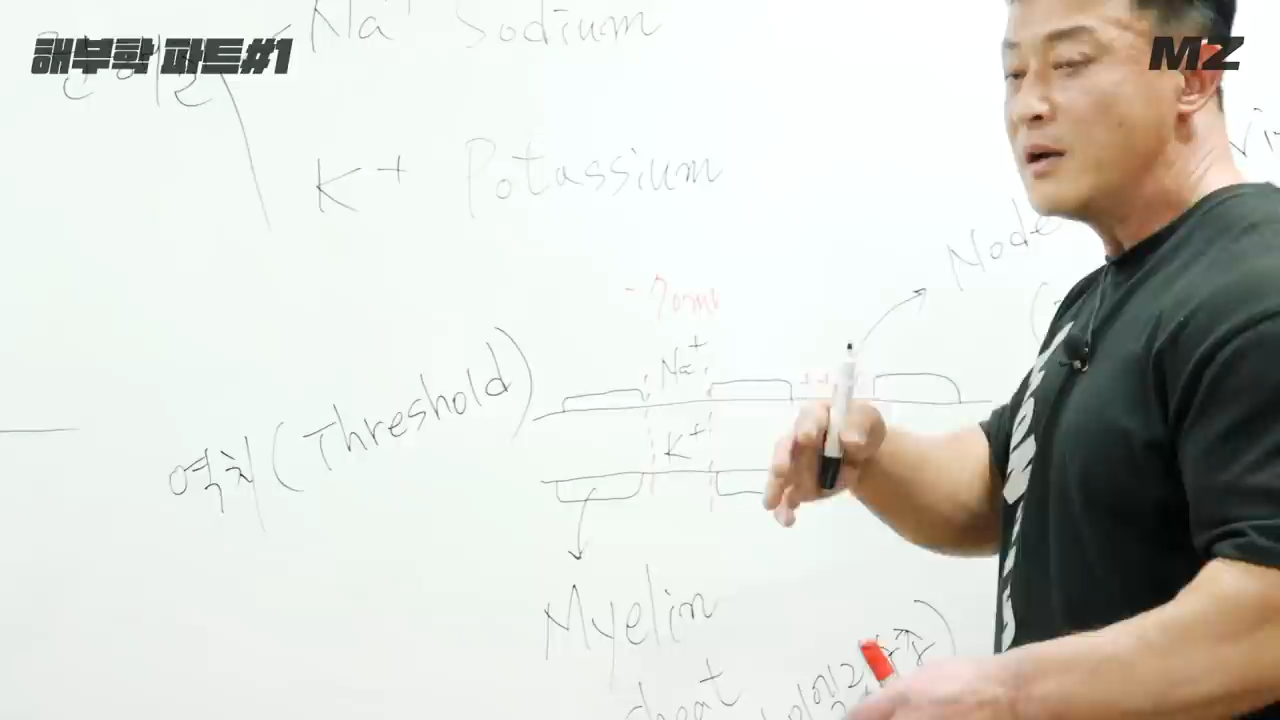 해부학 파트#1
MZ
Na+ Sodium
K+ Potassium
Node
-70mV
Na+
K+
역치(Threshold)
Myelin